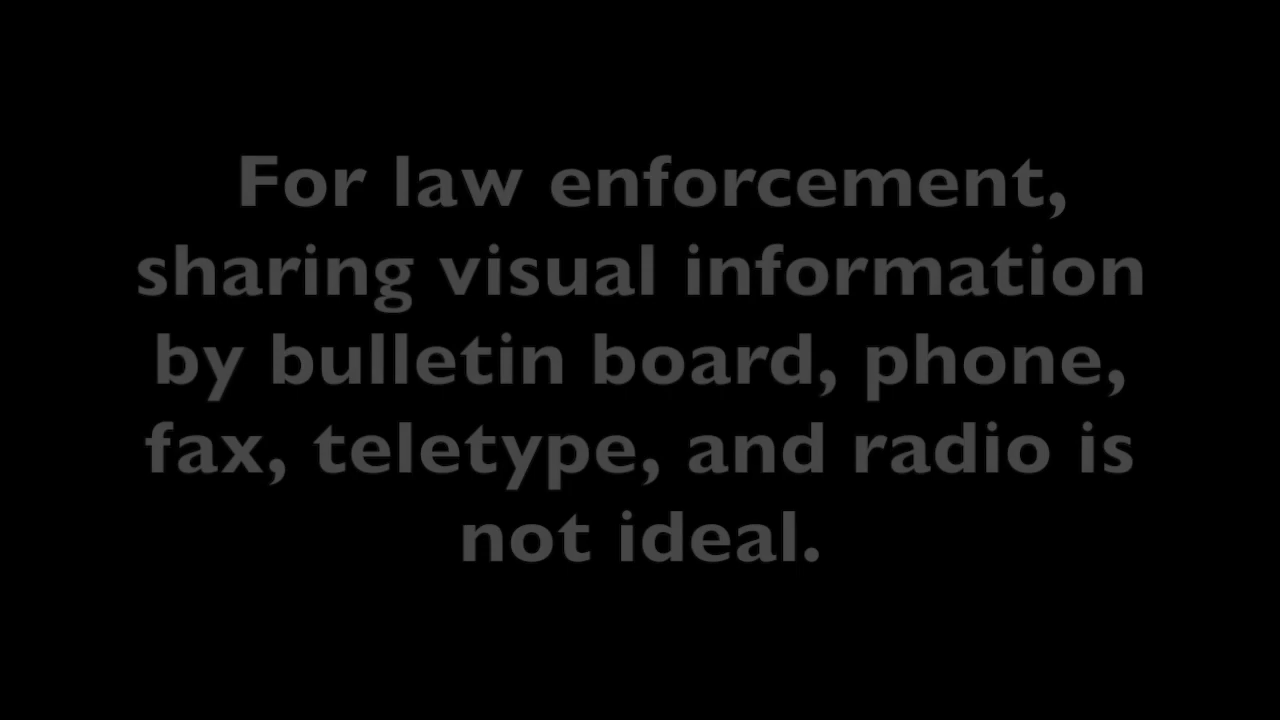 For law enforcement,
sharing visual information
by bulletin board, phone,
fax, teletype, and radio is
not ideal.